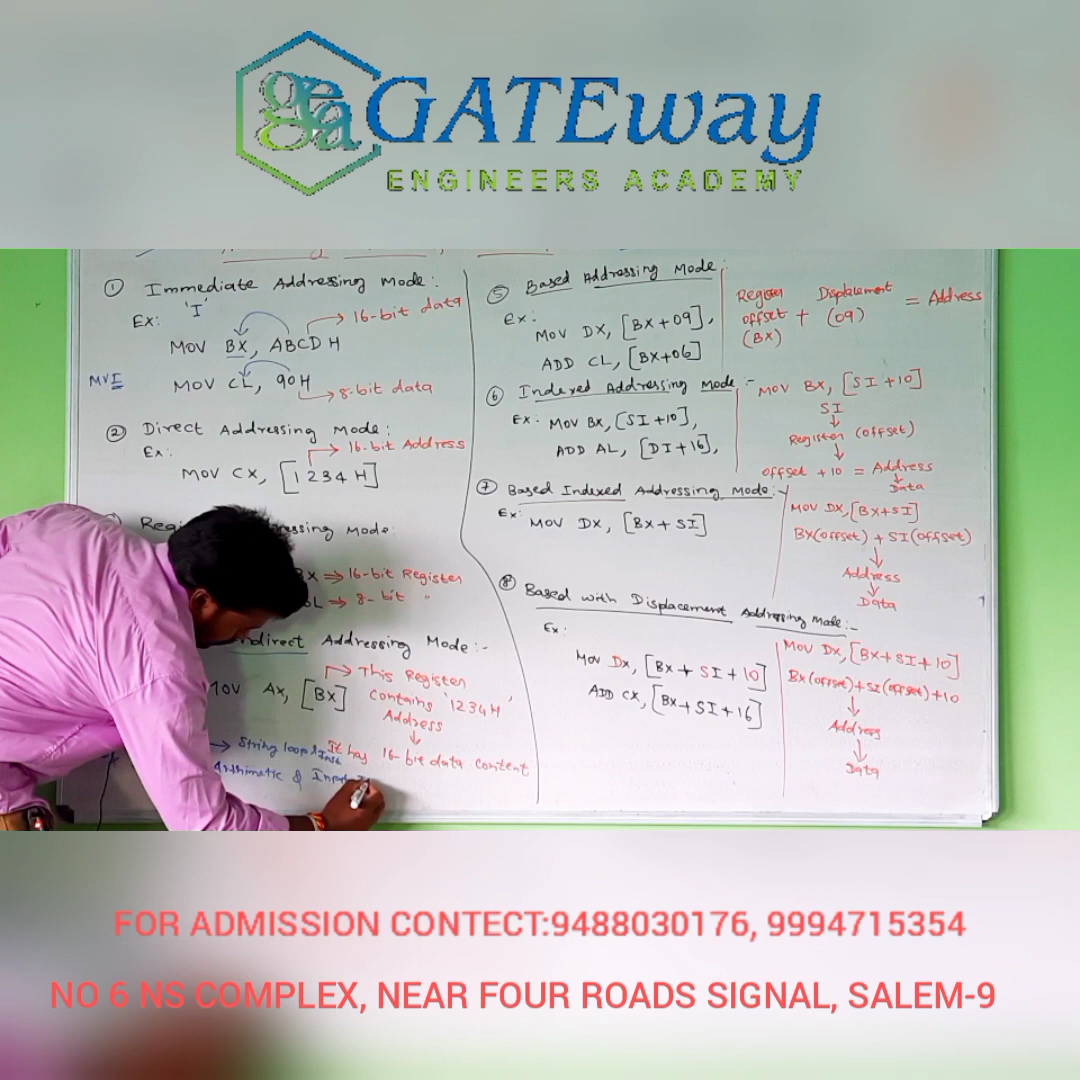 gea GATEway
ENGINEERS ACADEMY
① Immediate Addressing Mode:
'I'
Ex:
→ 16-bit data
MOV BX, ABCD H
MVI
MOV CL, 90H
→ 8-bit data
② Direct Addressing Mode:
Ex:
→ 16-bit Address
MOV CX, [1234 H]
Mode:
BX ⇒ 16-bit Register
BL ⇒ 8-bit "
indirect Addressing Mode:-
MOV AX, [BX]
→ This Register
contains '1234H'
Address
↓
→ String loop & Inst
It has 16-bit data content
Arithmetic &
⑤ Based Addressing Mode:
Ex:
MOV DX, [BX+09],
ADD CL, [BX+06]
Register offset (BX) + Displacement (09) = Address
⑥ Indexed Addressing Mode:-
Ex: MOV BX, [SI+10],
ADD AL, [DI+16],
MOV BX, [SI+10]
SI
↓
Register (offset)
↓
offset + 10 = Address
↓
Data
⑦ Based Indexed Addressing Mode:-
Ex:
MOV DX, [BX+SI]
MOV DX, [BX+SI]
BX(offset) + SI(offset)
↓
Address
↓
Data
⑧ Based with Displacement Addressing Mode:-
Ex:
MOV DX, [BX+SI+10]
ADD CX, [BX+SI+16]
MOV DX, [BX+SI+10]
BX(offset)+SI(offset)+10
↓
Address
↓
Data
FOR ADMISSION CONTECT:9488030176, 9994715354
NO 6 NS COMPLEX, NEAR FOUR ROADS SIGNAL, SALEM-9